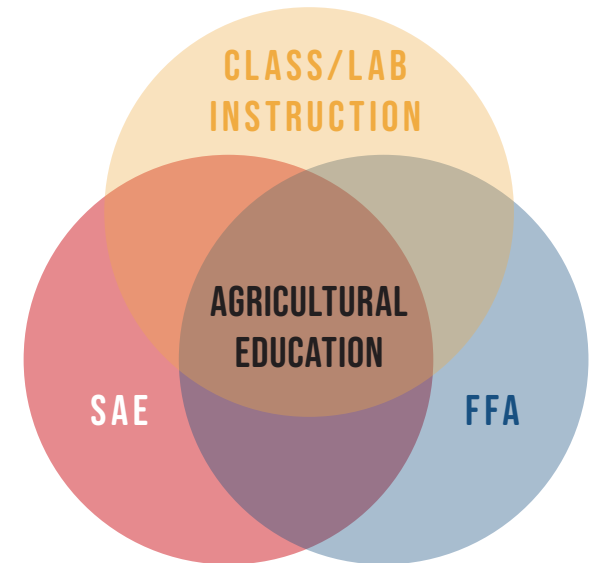 CLASS/LAB
INSTRUCTION
AGRICULTURAL
EDUCATION
SAE
FFA